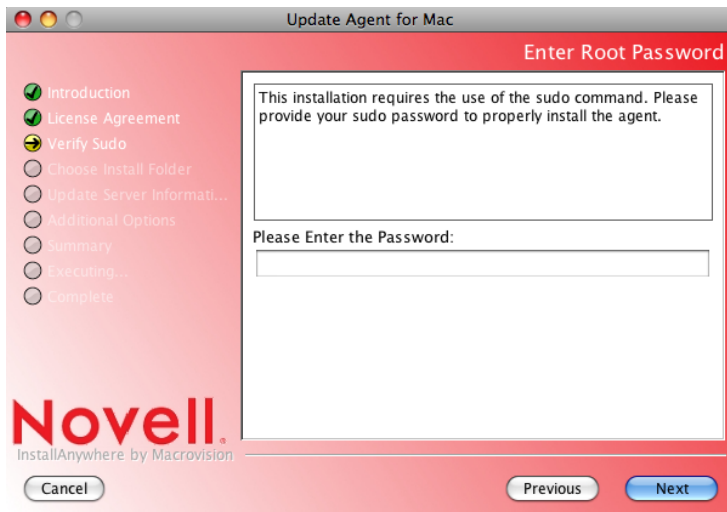 Update Agent for Mac
Enter Root Password
Introduction
License Agreement
Verify Sudo
Choose Install Folder
Update Server Informati...
Additional Options
Summary
Executing...
Complete
This installation requires the use of the sudo command. Please
provide your sudo password to properly install the agent.
Please Enter the Password:
Novell.
InstallAnywhere by Macrovision
Cancel
Previous
Next